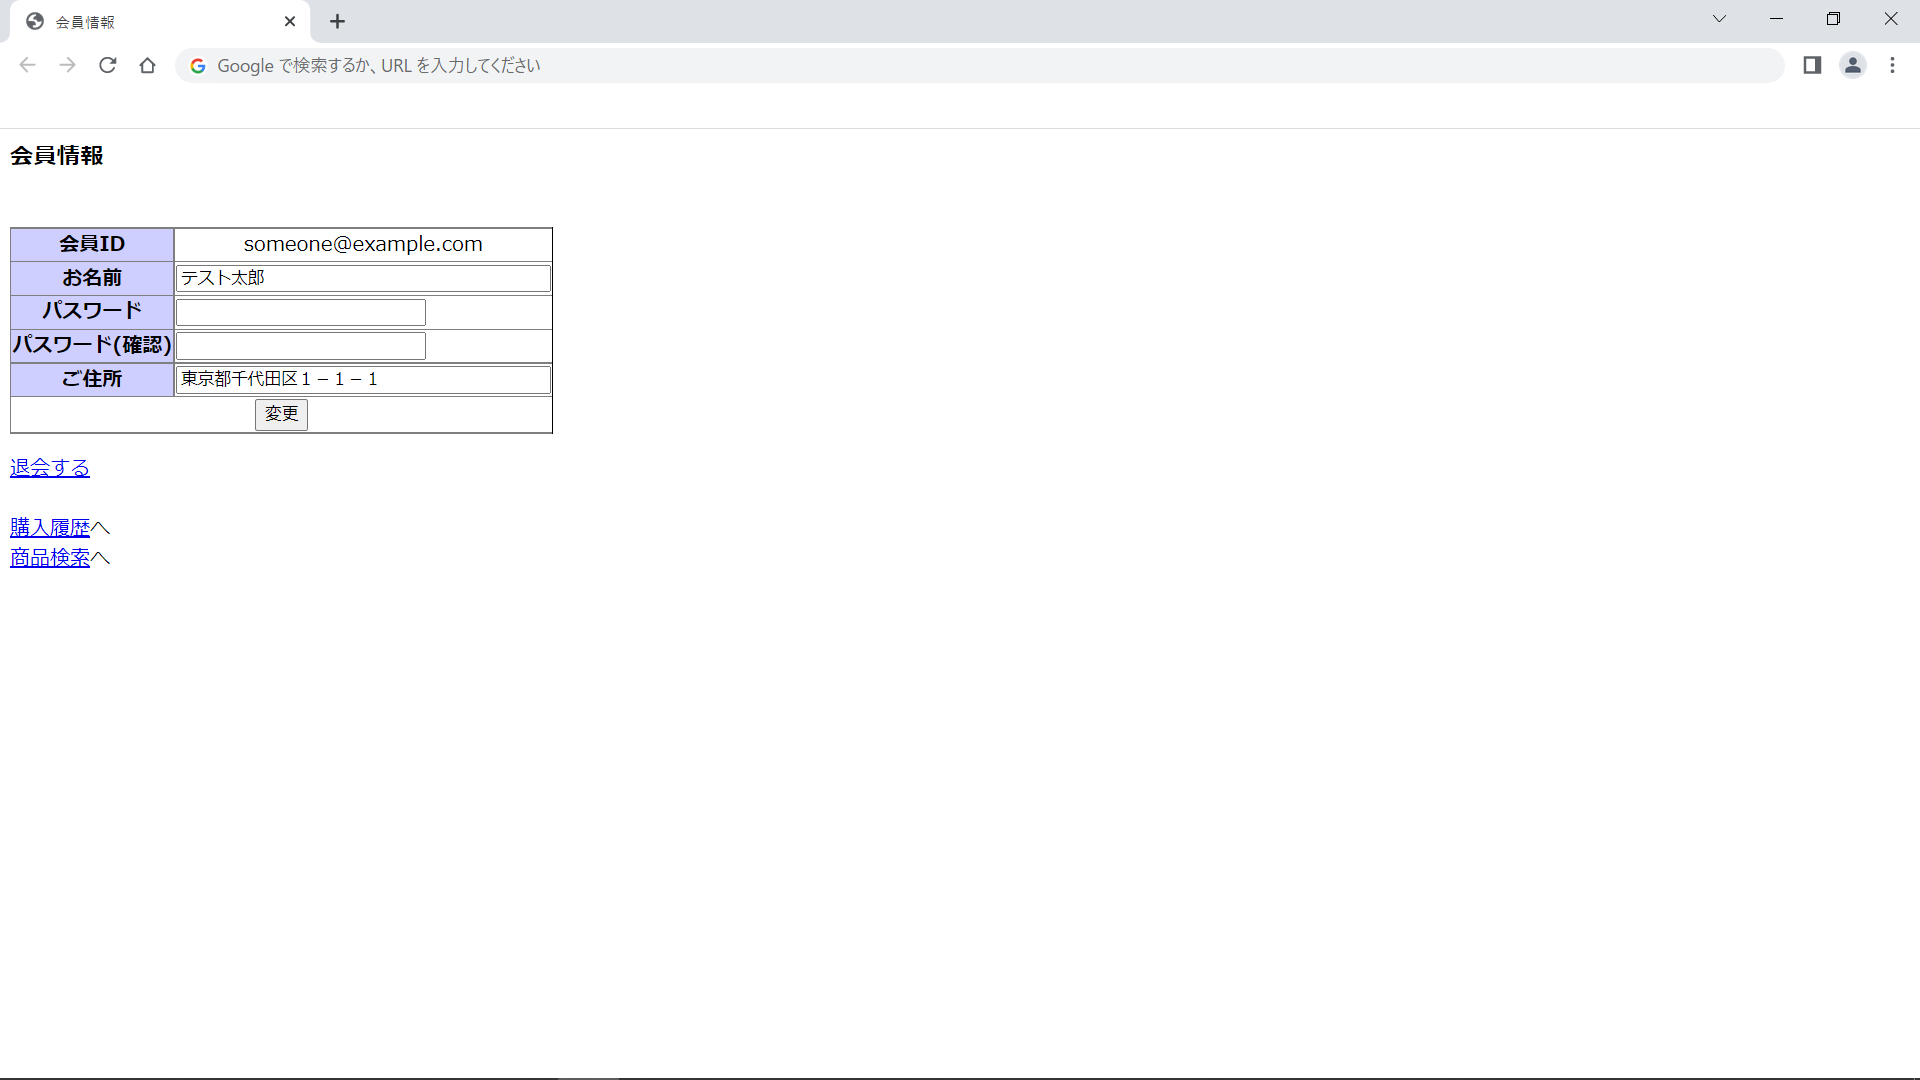 会員情報
Google で検索するか、URL を入力してください
会員情報
会員ID someone@example.com
お名前 テスト太郎
パスワード
パスワード(確認)
ご住所 東京都千代田区１－１－１
変更
退会する
購入履歴へ
商品検索へ